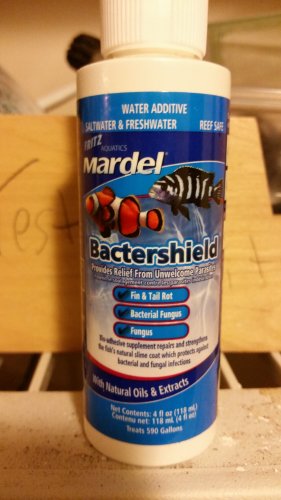 WATER ADDITIVE
SALTWATER & FRESHWATER REEF SAFE
FRITZ
AQUATICS
Mardel
Bactershield
Provides Relief From Unwelcome Parasites
Fin & Tail Rot
Bacterial Fungus
Fungus
This adhesive supplement repairs and strengthens
the fish's natural slime coat which protects against
bacterial and fungal infections
With Natural Oils & Extracts
Net Contents: 4 fl oz (118 mL)
Contenu net: 118 mL (4 fl oz)
Treats 590 Gallons